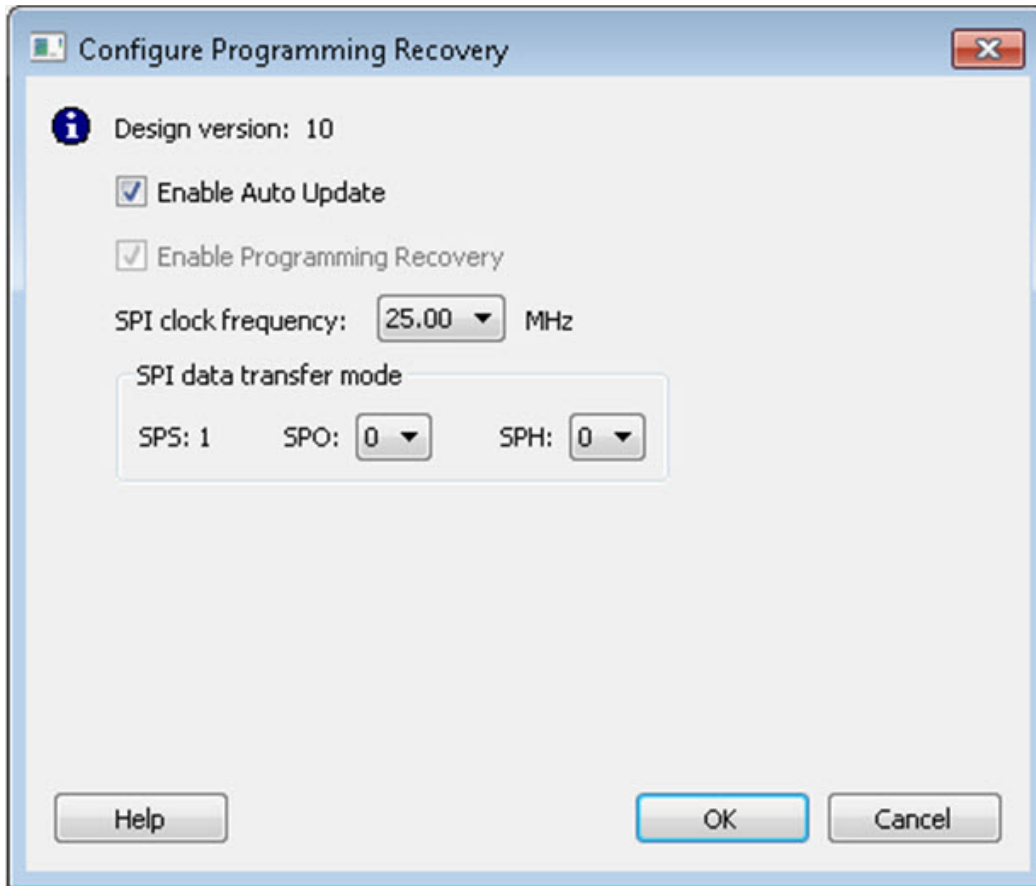 Configure Programming Recovery
Design version: 10
Enable Auto Update
Enable Programming Recovery
SPI clock frequency: 25.00 MHz
SPI data transfer mode
SPS: 1 SPO: 0 SPH: 0
Help OK Cancel